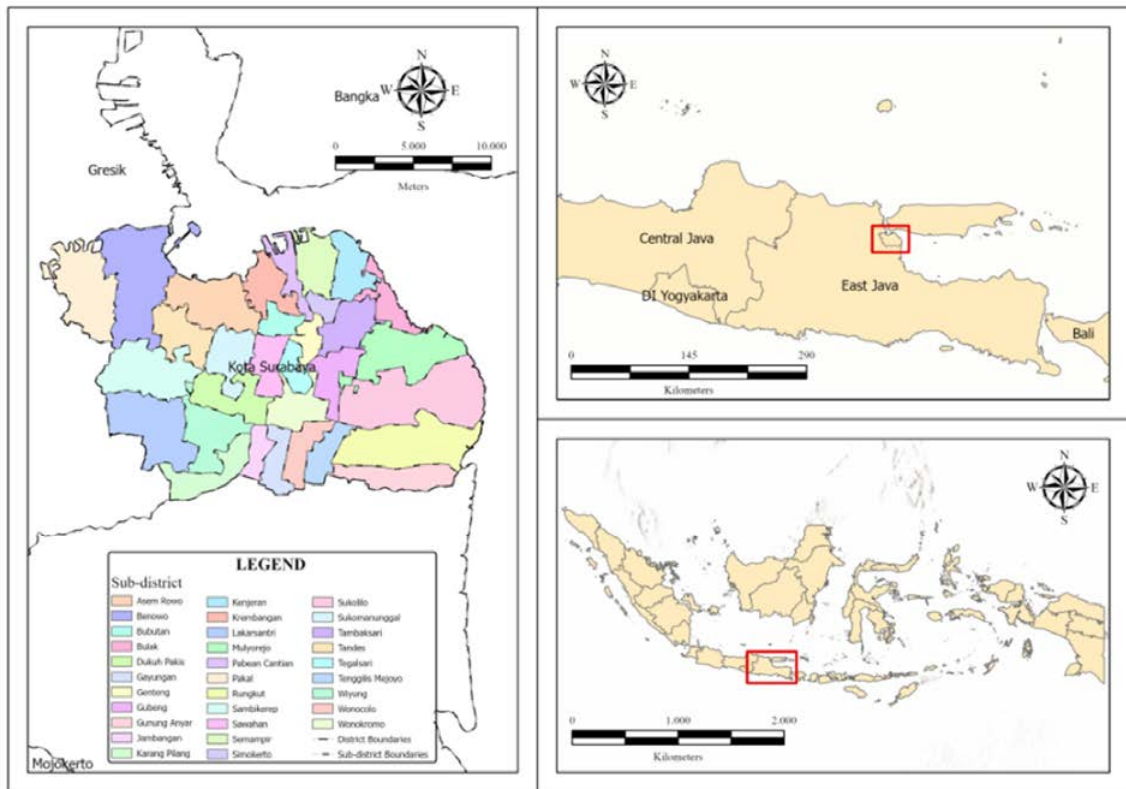 N
W E
S
Bangka
0 5.000 10.000
Meters
Gresik
Kota Surabaya
LEGEND
Sub-district
Asem Rowo
Benowo
Bubutan
Bulak
Dukuh Pakis
Gayungan
Genteng
Gubeng
Gunung Anyar
Jambangan
Karang Pilang
Kenjeran
Krembangan
Lakarsantri
Mulyorejo
Pabean Cantian
Pakal
Rungkut
Sambikerep
Sawahan
Semampir
Simokerto
Sukolilo
Sukomanunggal
Tambaksari
Tandes
Tegalsari
Tenggilis Mejoyo
Wiyung
Wonocolo
Wonokromo
District Boundaries
Sub-district Boundaries
Mojokerto
N
W E
S
Central Java
DI Yogyakarta
East Java
Bali
0 145 290
Kilometers
N
W E
S
0 1.000 2.000
Kilometers